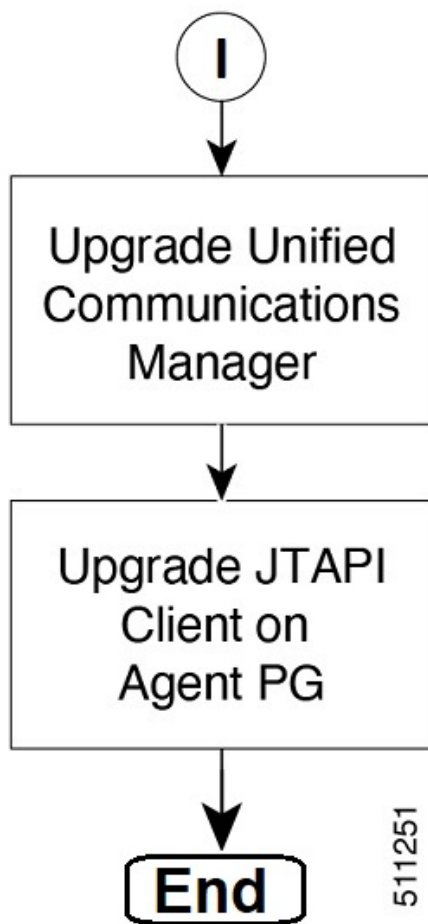 I
Upgrade Unified
Communications
Manager
Upgrade JTAPI
Client on
Agent PG
End
511251